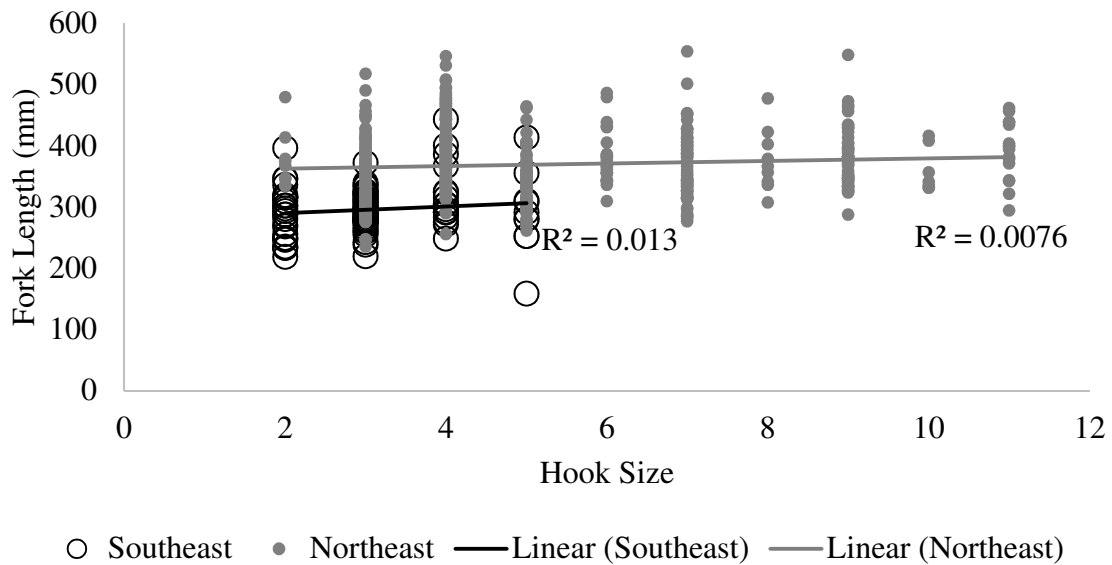 600
500
400
300
200
100
0
Fork Length (mm)
R² = 0.013
R² = 0.0076
0 2 4 6 8 10 12
Hook Size
Southeast Northeast Linear (Southeast) Linear (Northeast)